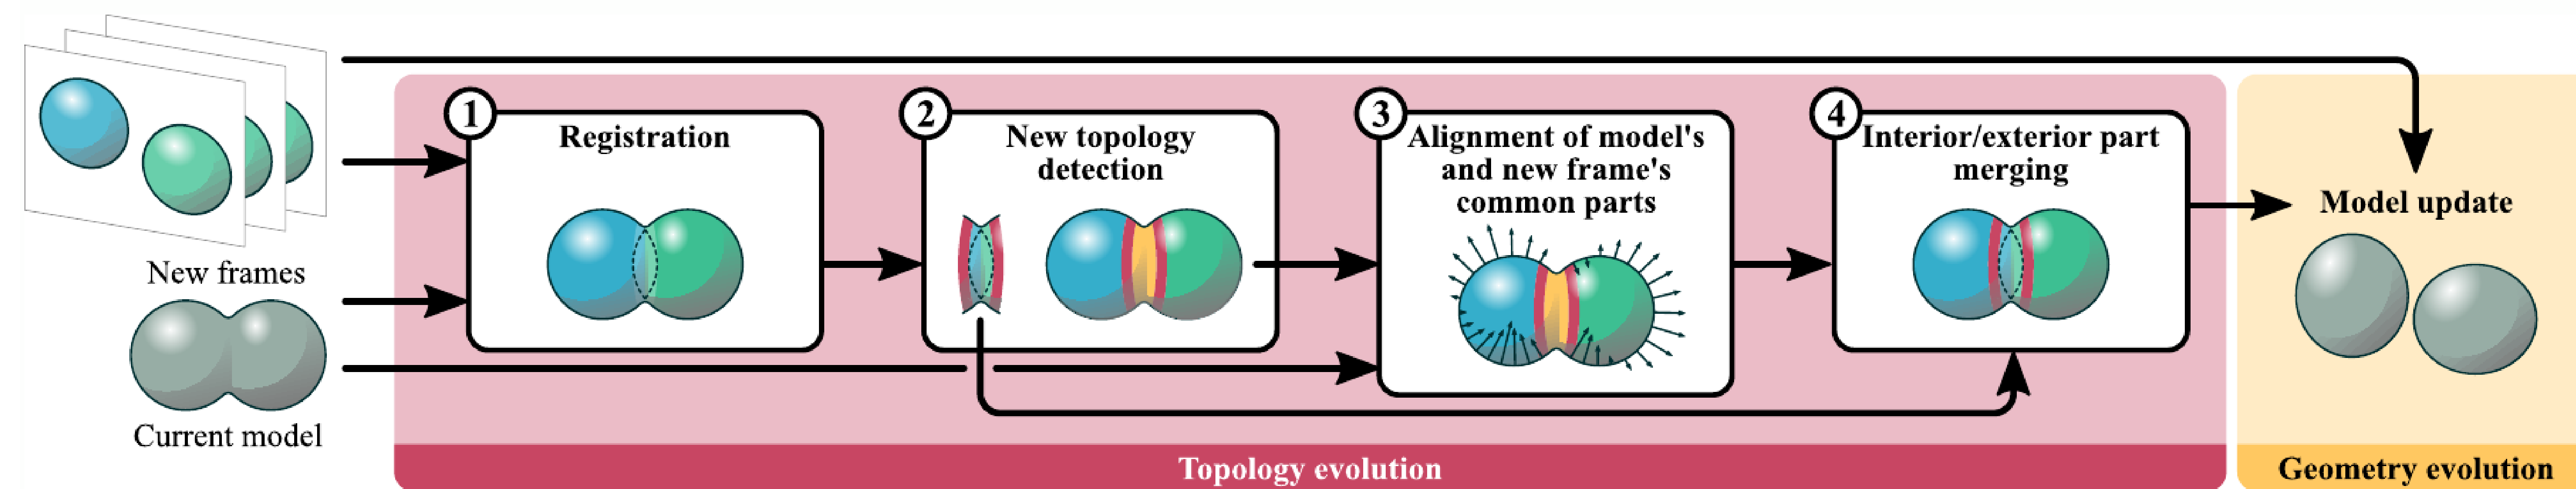 New frames
Current model
1
Registration
2
New topology
detection
3
Alignment of model's
and new frame's
common parts
4
Interior/exterior part
merging
Model update
Topology evolution
Geometry evolution